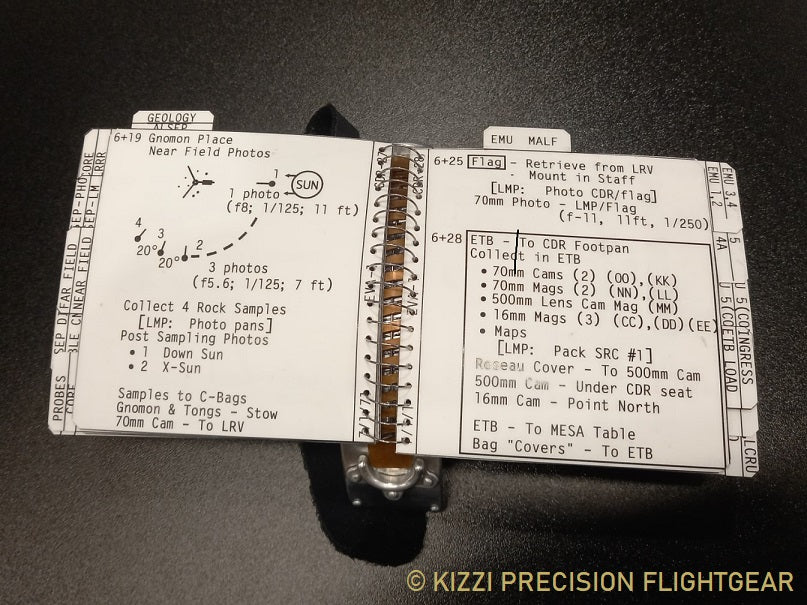 GEOLOGY
ALSEP
6+19 Gnomon Place
Near Field Photos
1
SUN
1 photo
(f8; 1/125; 11 ft)
4
20°
3
20°
2
3 photos
(f5.6; 1/125; 7 ft)
Collect 4 Rock Samples
[LMP: Photo pans]
Post Sampling Photos
• 1 Down Sun
• 2 X-Sun
Samples to C-Bags
Gnomon & Tongs - Stow
70mm Cam - To LRV
PROBES
EMU MALF
6+25 Flag - Retrieve from LRV
- Mount in Staff
[LMP: Photo CDR/flag]
70mm Photo - LMP/Flag
(f-11, 11ft, 1/250)
6+28
ETB - To CDR Footpan
Collect in ETB
• 70mm Cams (2) (OO),(KK)
• 70mm Mags (2) (NN),(LL)
• 500mm Lens Cam Mag (MM)
• 16mm Mags (3) (CC),(DD)(EE)
• Maps
[LMP: Pack SRC #1]
Reseau Cover - To 500mm Cam
500mm Cam - Under CDR seat
16mm Cam - Point North
ETB - To MESA Table
Bag "Covers" - To ETB
EMU 1,2
EMU 3,4
4A
5
LCRU
© KIZZI PRECISION FLIGHTGEAR